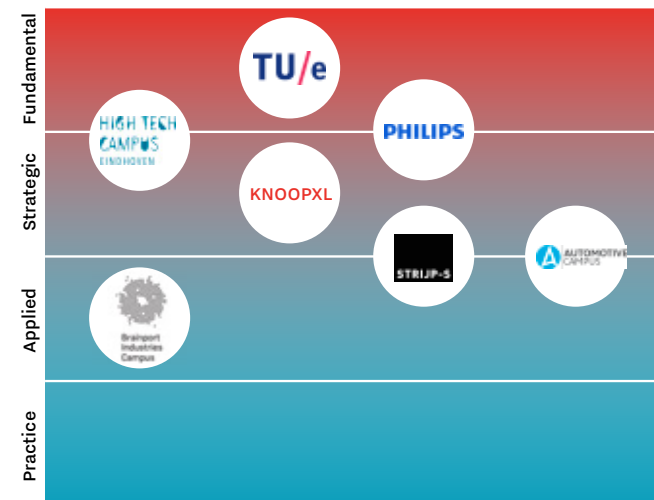 Fundamental
TU/e
HIGH TECH
CAMPUS
EINDHOVEN
PHILIPS
Strategic
KNOOPXL
STRIJP-S
A AUTOMOTIVE
CAMPUS
Applied
Brainport
Industries
Campus
Practice